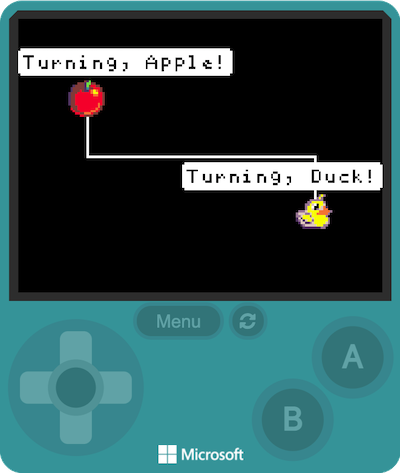 Turning, Apple!
Turning, Duck!
Menu
A
B
Microsoft